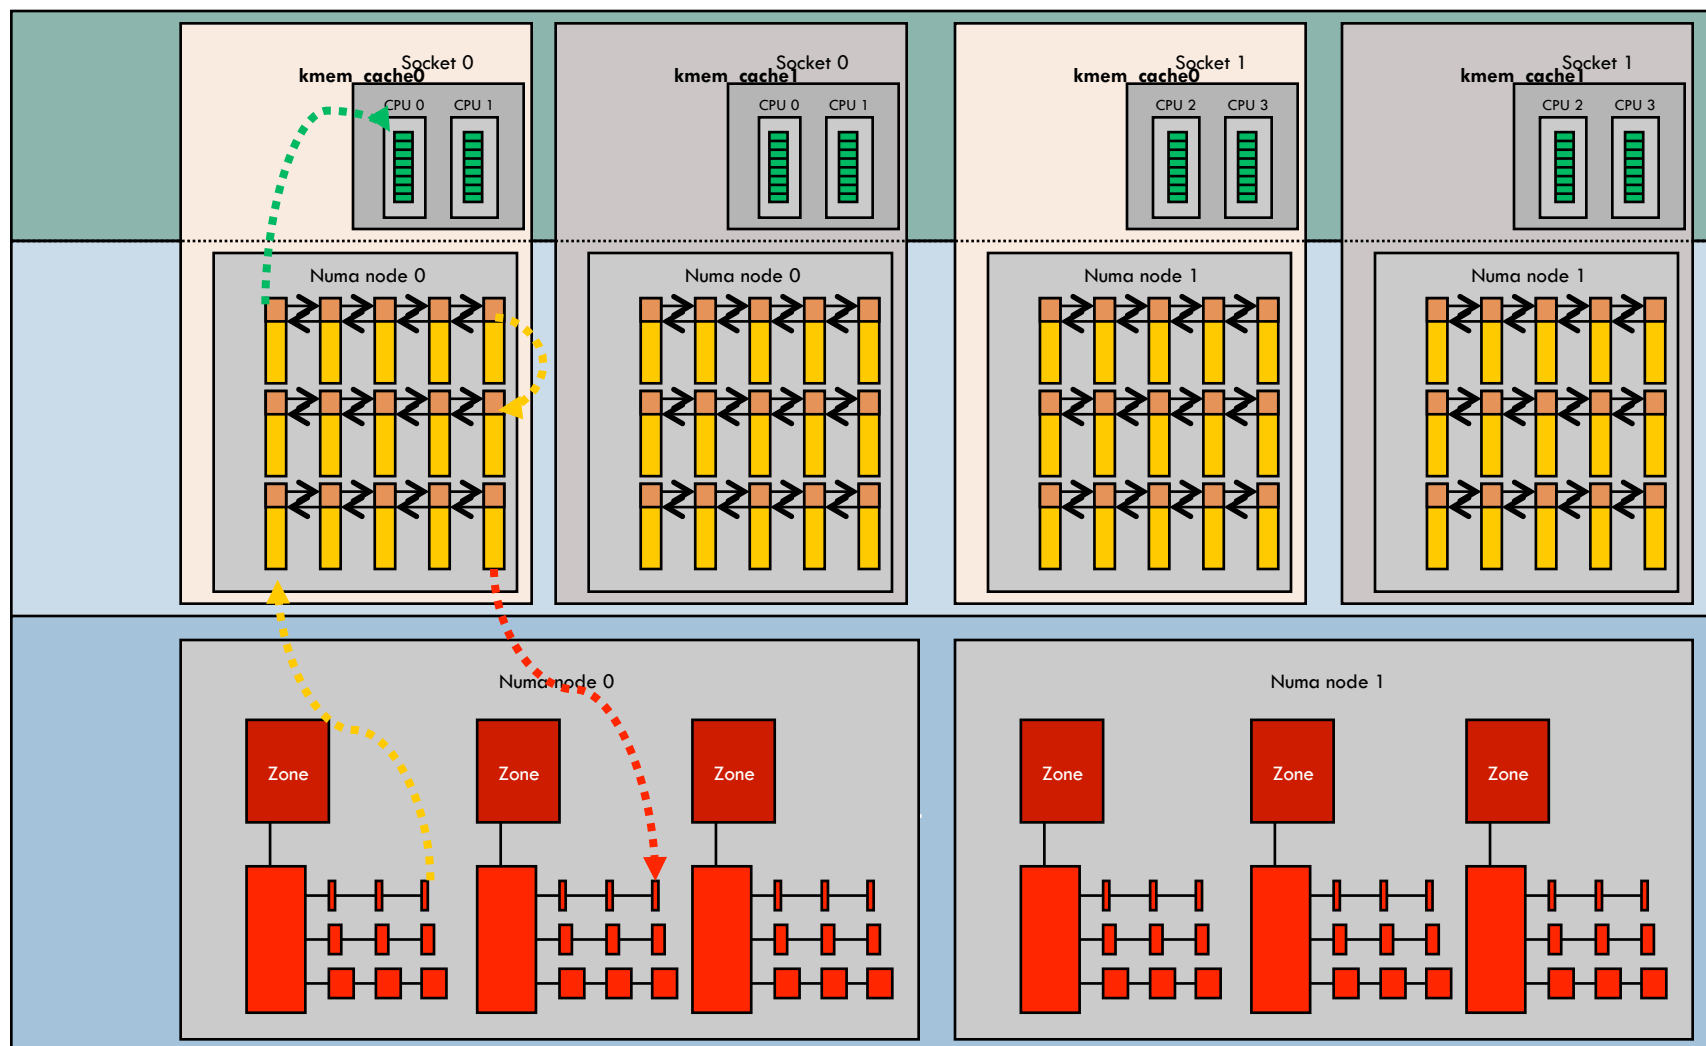 Socket 0
kmem_cache0
CPU 0 CPU 1
Socket 0
kmem_cache1
CPU 0 CPU 1
Socket 1
kmem_cache0
CPU 2 CPU 3
Socket 1
kmem_cache1
CPU 2 CPU 3
Numa node 0
Numa node 0
Numa node 1
Numa node 1
Numa node 0
Zone
Zone
Zone
Numa node 1
Zone
Zone
Zone